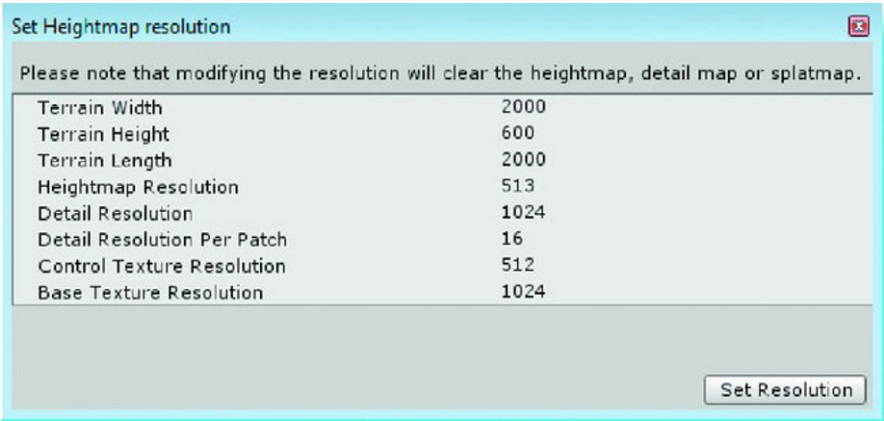 Set Heightmap resolution
Please note that modifying the resolution will clear the heightmap, detail map or splatmap.
Terrain Width 2000
Terrain Height 600
Terrain Length 2000
Heightmap Resolution 513
Detail Resolution 1024
Detail Resolution Per Patch 16
Control Texture Resolution 512
Base Texture Resolution 1024
Set Resolution